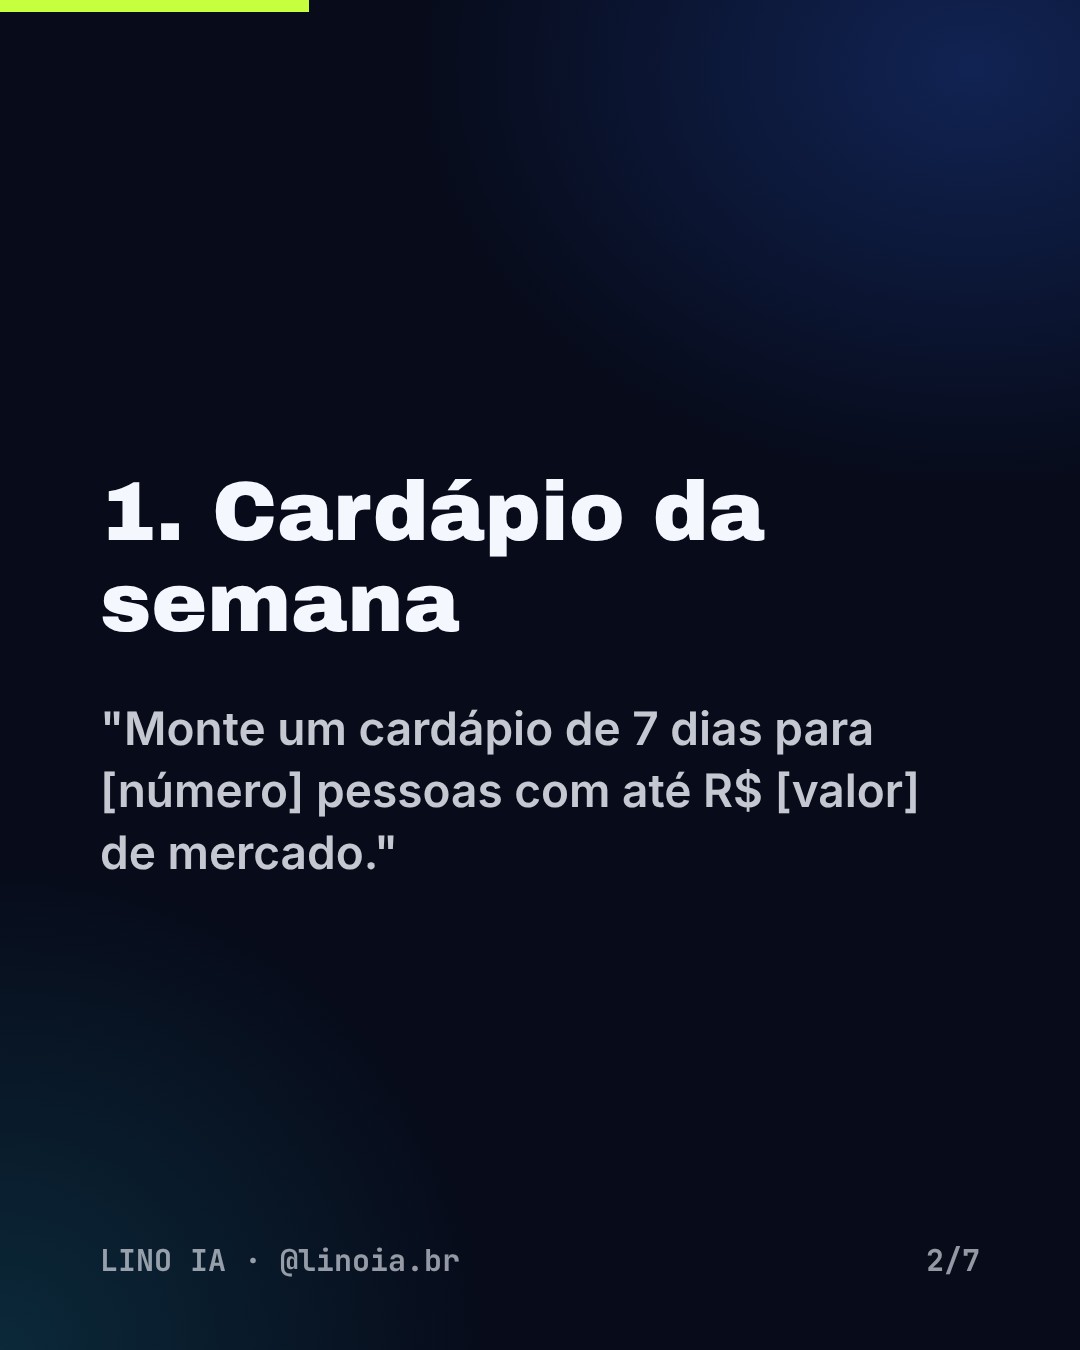 1. Cardápio da
semana
"Monte um cardápio de 7 dias para
[número] pessoas com até R$ [valor]
de mercado."
LINO IA · @linoia.br
2/7